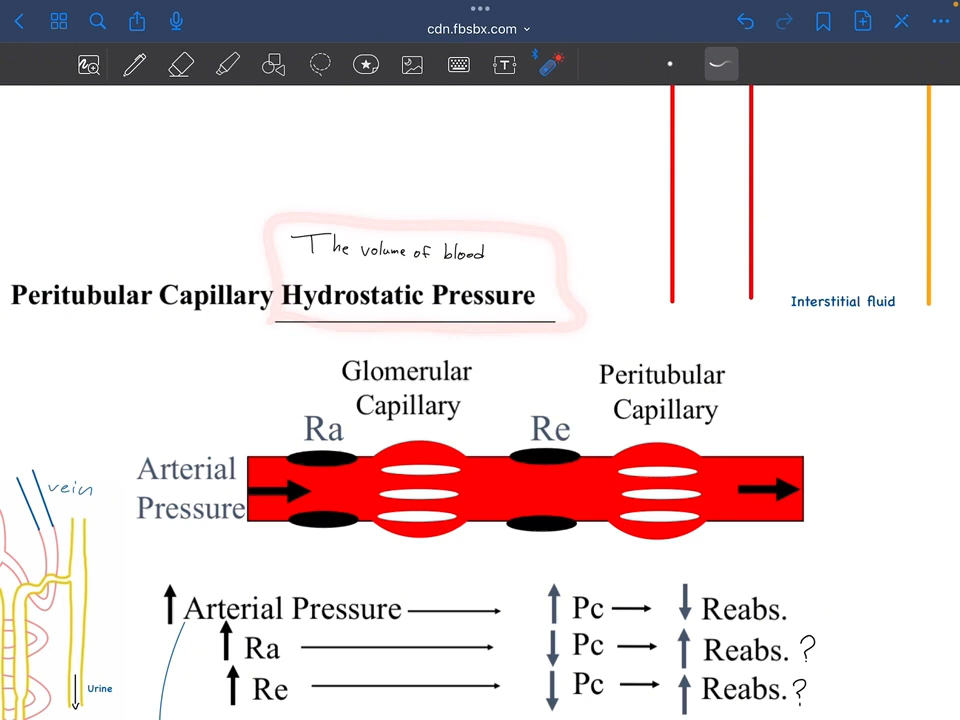 cdn.fbsbx.com
T
The volume of blood
Peritubular Capillary Hydrostatic Pressure
Interstitial fluid
Glomerular
Capillary
Peritubular
Capillary
Ra
Re
Arterial
Pressure
vein
↑ Arterial Pressure → ↑ Pc → ↓ Reabs.
↑ Ra → ↓ Pc → ↑ Reabs. ?
↑ Re → ↓ Pc → ↑ Reabs. ?
Urine